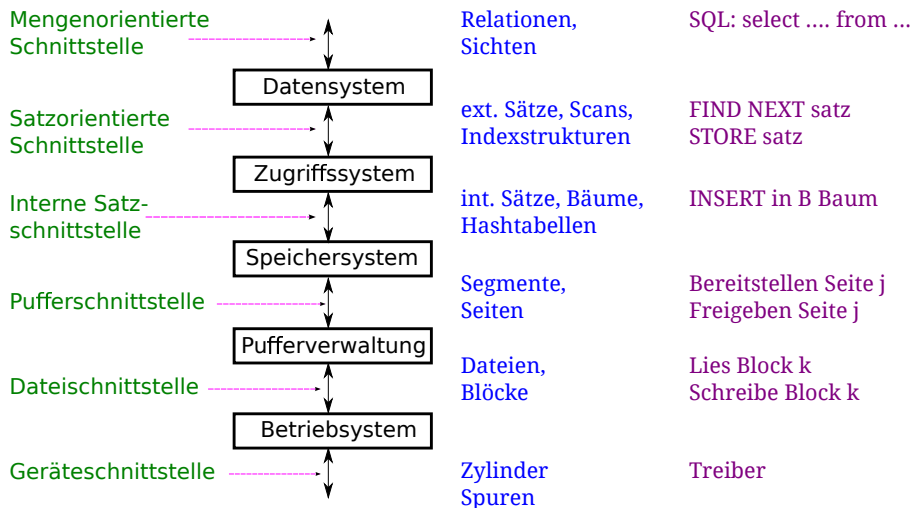 Mengenorientierte
Schnittstelle
Relationen,
Sichten
SQL: select .... from ...
Datensystem
Satzorientierte
Schnittstelle
ext. Sätze, Scans,
Indexstrukturen
FIND NEXT satz
STORE satz
Zugriffssystem
Interne Satz-
schnittstelle
int. Sätze, Bäume,
Hashtabellen
INSERT in B Baum
Speichersystem
Pufferschnittstelle
Segmente,
Seiten
Bereitstellen Seite j
Freigeben Seite j
Pufferverwaltung
Dateischnittstelle
Dateien,
Blöcke
Lies Block k
Schreibe Block k
Betriebsystem
Geräteschnittstelle
Zylinder
Spuren
Treiber